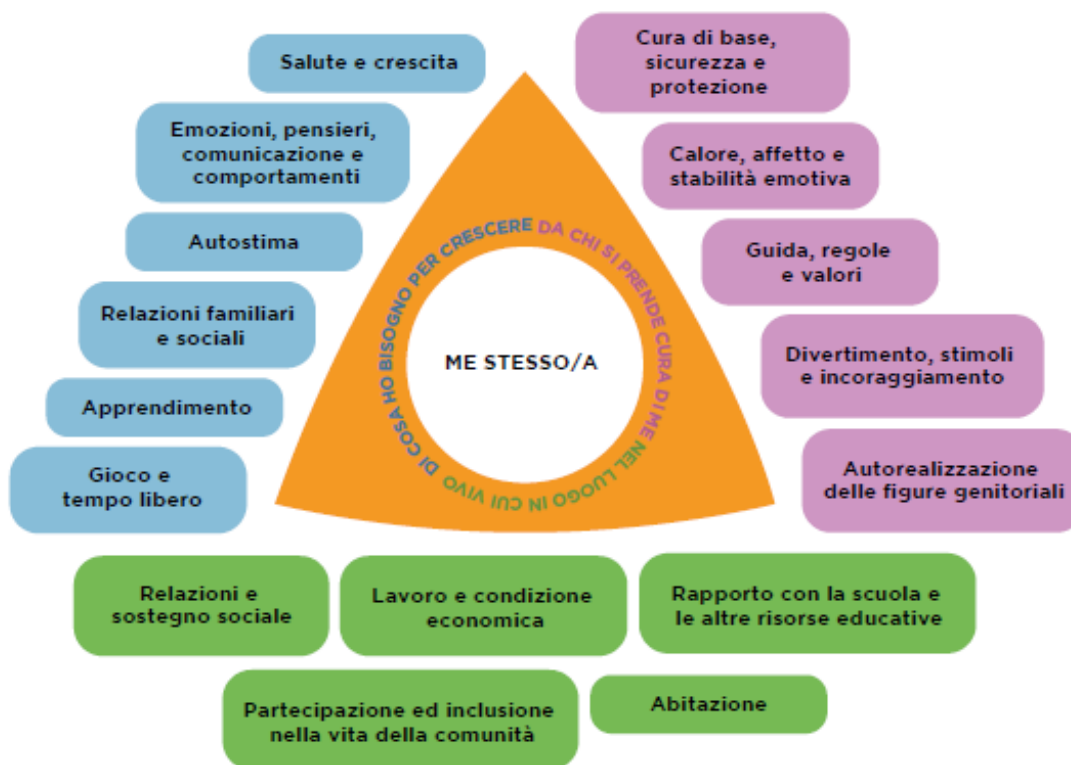 Salute e crescita
Emozioni, pensieri,
comunicazione e
comportamenti
Autostima
Relazioni familiari
e sociali
Apprendimento
Gioco e
tempo libero
Cura di base,
sicurezza e
protezione
Calore, affetto e
stabilità emotiva
Guida, regole
e valori
Divertimento, stimoli
e incoraggiamento
Autorealizzazione
delle figure genitoriali
DI COSA HO BISOGNO PER CRESCERE
DA CHI SI PRENDE CURA DI ME
NEL LUOGO IN CUI VIVO
ME STESSO/A
Relazioni e
sostegno sociale
Lavoro e condizione
economica
Rapporto con la scuola e
le altre risorse educative
Partecipazione ed inclusione
nella vita della comunità
Abitazione